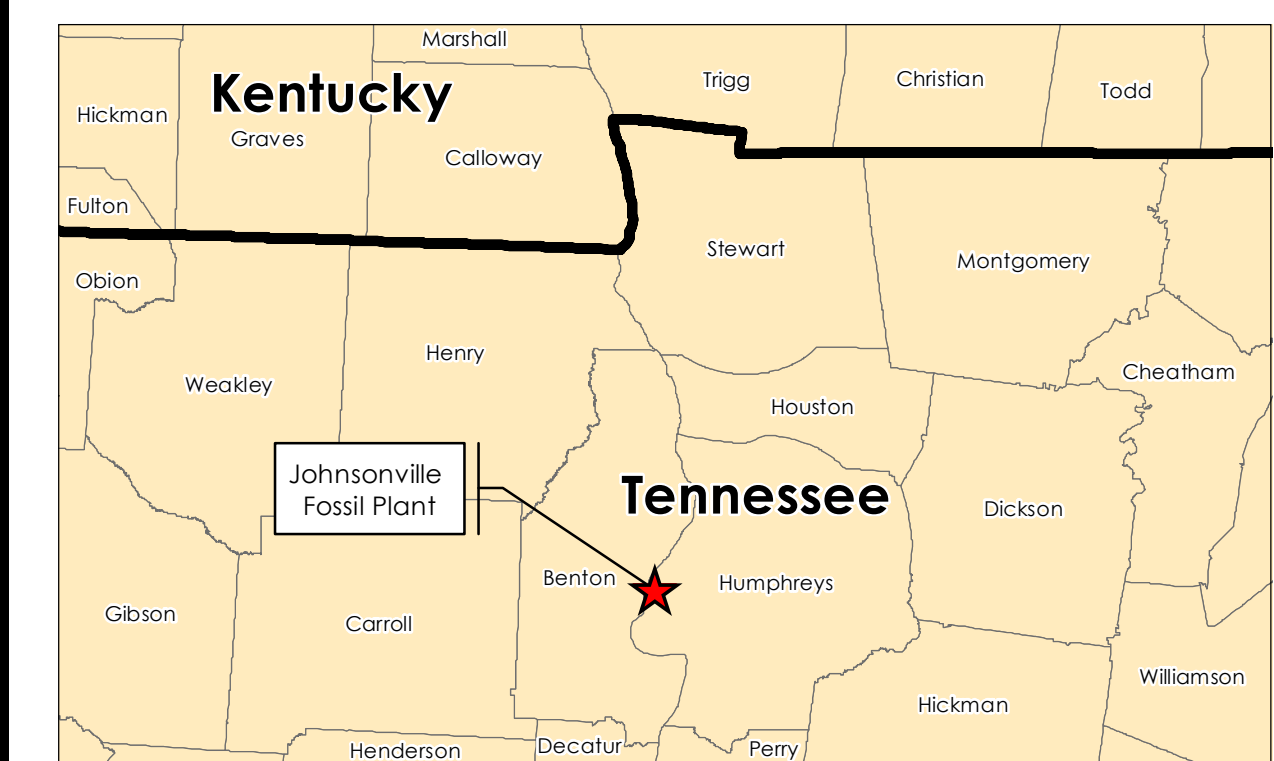 Marshall
Trigg
Christian
Todd
Kentucky
Hickman
Graves
Calloway
Fulton
Stewart
Montgomery
Obion
Henry
Weakley
Cheatham
Houston
Johnsonville
Fossil Plant
Tennessee
Dickson
Benton
Humphreys
Gibson
Carroll
Williamson
Hickman
Henderson
Decatur
Perry